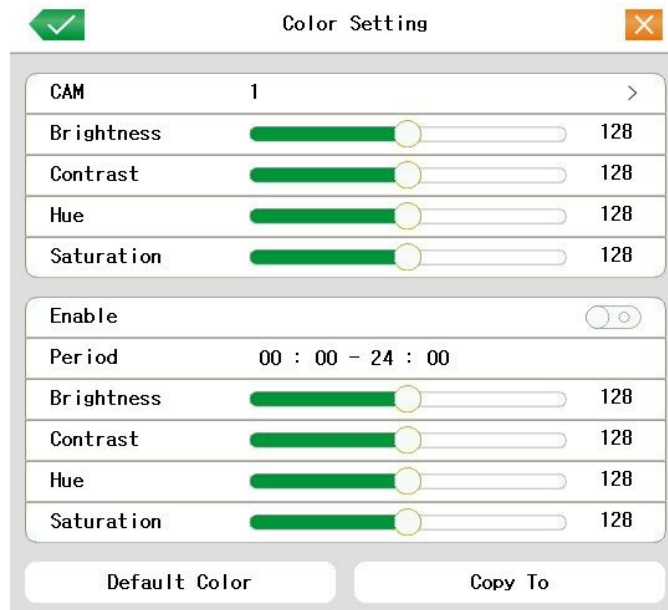 Color Setting
CAM 1 >
Brightness 128
Contrast 128
Hue 128
Saturation 128
Enable
Period 00 : 00 - 24 : 00
Brightness 128
Contrast 128
Hue 128
Saturation 128
Default Color Copy To